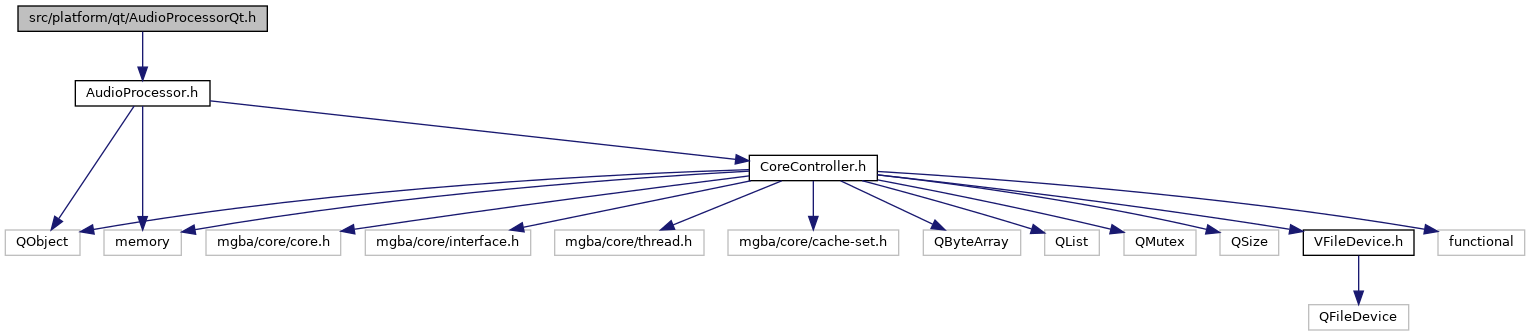 src/platform/qt/AudioProcessorQt.h
AudioProcessor.h
CoreController.h
QObject
memory
mgba/core/core.h
mgba/core/interface.h
mgba/core/thread.h
mgba/core/cache-set.h
QByteArray
QList
QMutex
QSize
VFileDevice.h
functional
QFileDevice